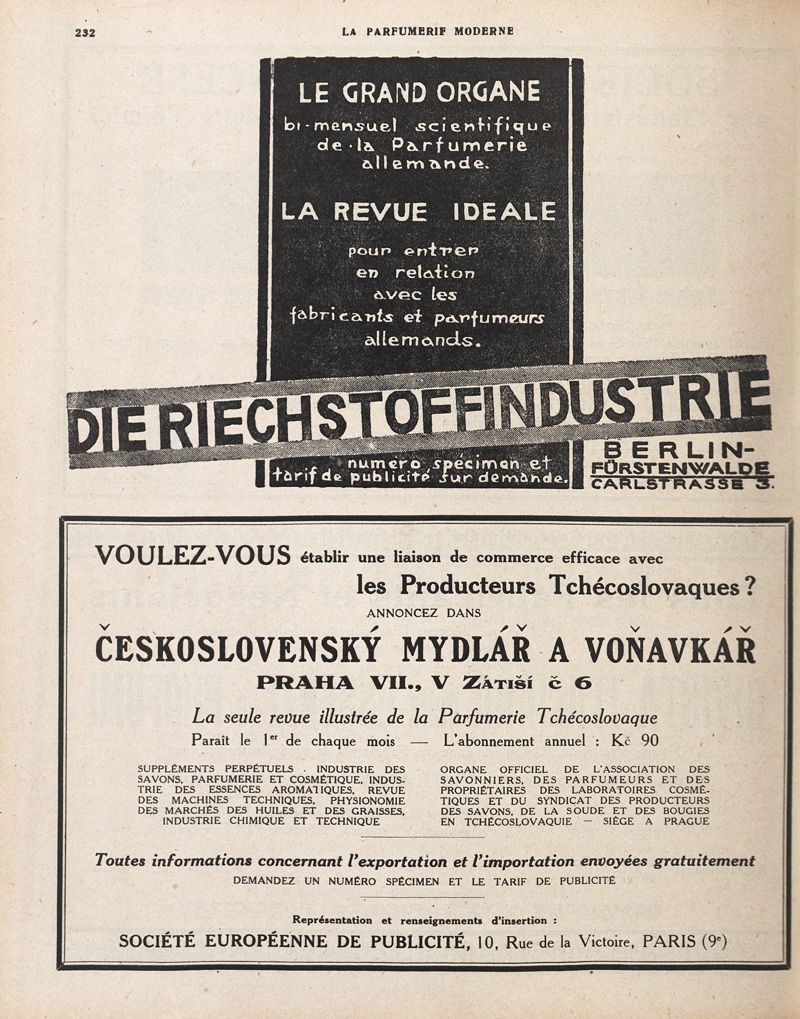 232
LA PARFUMERIE MODERNE
LE GRAND ORGANE
bi-mensuel scientifique
de la Parfumerie
allemande.
LA REVUE IDEALE
pour entrer
en relation
avec les
fabricants et parfumeurs
allemands.
DIE RIECHSTOFFINDUSTRIE
numéro spécimen et
tarif de publicité sur demande.
BERLIN-
FÜRSTENWALDE
CARLSTRASSE 3.
VOULEZ-VOUS établir une liaison de commerce efficace avec
les Producteurs Tchécoslovaques ?
ANNONCEZ DANS
ČESKOSLOVENSKÝ MYDLÁŘ A VOŇAVKÁŘ
PRAHA VII., V ZÁTIŠÍ č 6
La seule revue illustrée de la Parfumerie Tchécoslovaque
Paraît le 1er de chaque mois — L'abonnement annuel : Kč 90
SUPPLÉMENTS PERPÉTUELS · INDUSTRIE DES
SAVONS, PARFUMERIE ET COSMÉTIQUE, INDUS-
TRIE DES ESSENCES AROMATIQUES, REVUE
DES MACHINES TECHNIQUES, PHYSIONOMIE
DES MARCHÉS DES HUILES ET DES GRAISSES,
INDUSTRIE CHIMIQUE ET TECHNIQUE
ORGANE OFFICIEL DE L'ASSOCIATION DES
SAVONNIERS, DES PARFUMEURS ET DES
PROPRIÉTAIRES DES LABORATOIRES COSMÉ-
TIQUES ET DU SYNDICAT DES PRODUCTEURS
DES SAVONS, DE LA SOUDE ET DES BOUGIES
EN TCHÉCOSLOVAQUIE — SIÈGE A PRAGUE
Toutes informations concernant l'exportation et l'importation envoyées gratuitement
DEMANDEZ UN NUMÉRO SPÉCIMEN ET LE TARIF DE PUBLICITÉ
Représentation et renseignements d'insertion :
SOCIÉTÉ EUROPÉENNE DE PUBLICITÉ, 10, Rue de la Victoire, PARIS (9e)